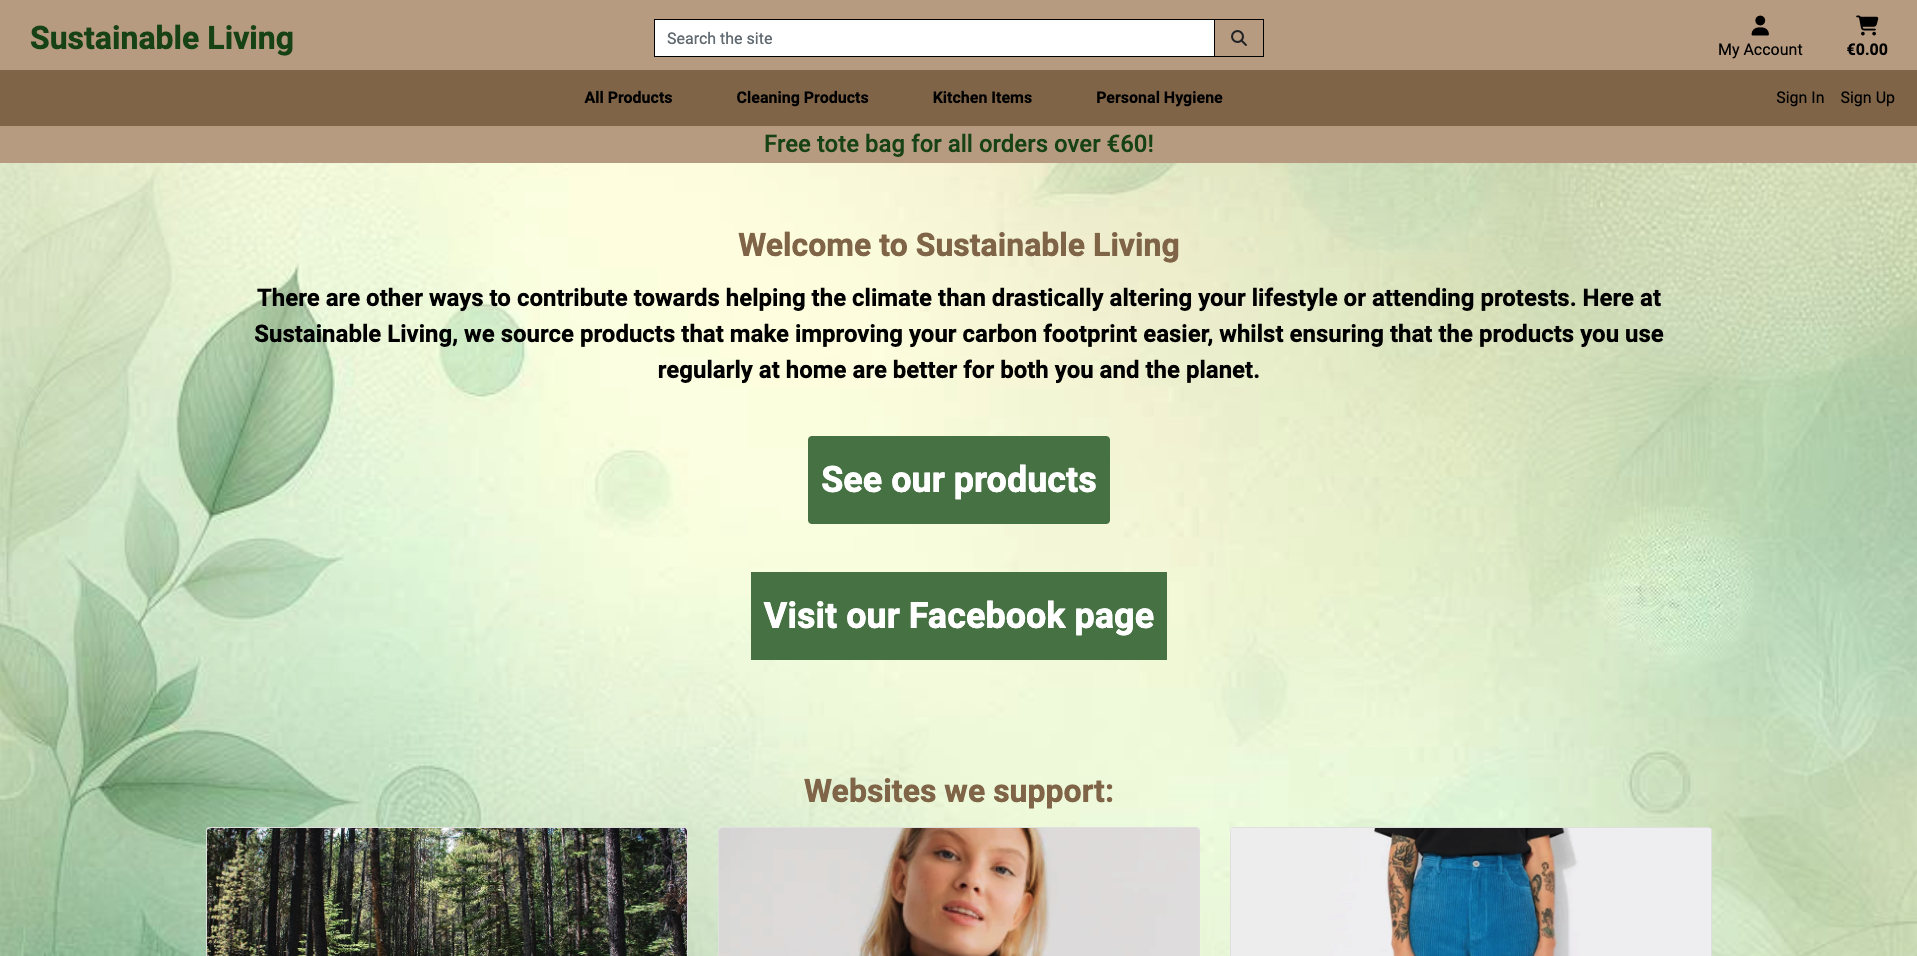 Sustainable Living
Search the site
My Account
€0.00
All Products
Cleaning Products
Kitchen Items
Personal Hygiene
Sign In
Sign Up
Free tote bag for all orders over €60!
Welcome to Sustainable Living
There are other ways to contribute towards helping the climate than drastically altering your lifestyle or attending protests. Here at
Sustainable Living, we source products that make improving your carbon footprint easier, whilst ensuring that the products you use
regularly at home are better for both you and the planet.
See our products
Visit our Facebook page
Websites we support: